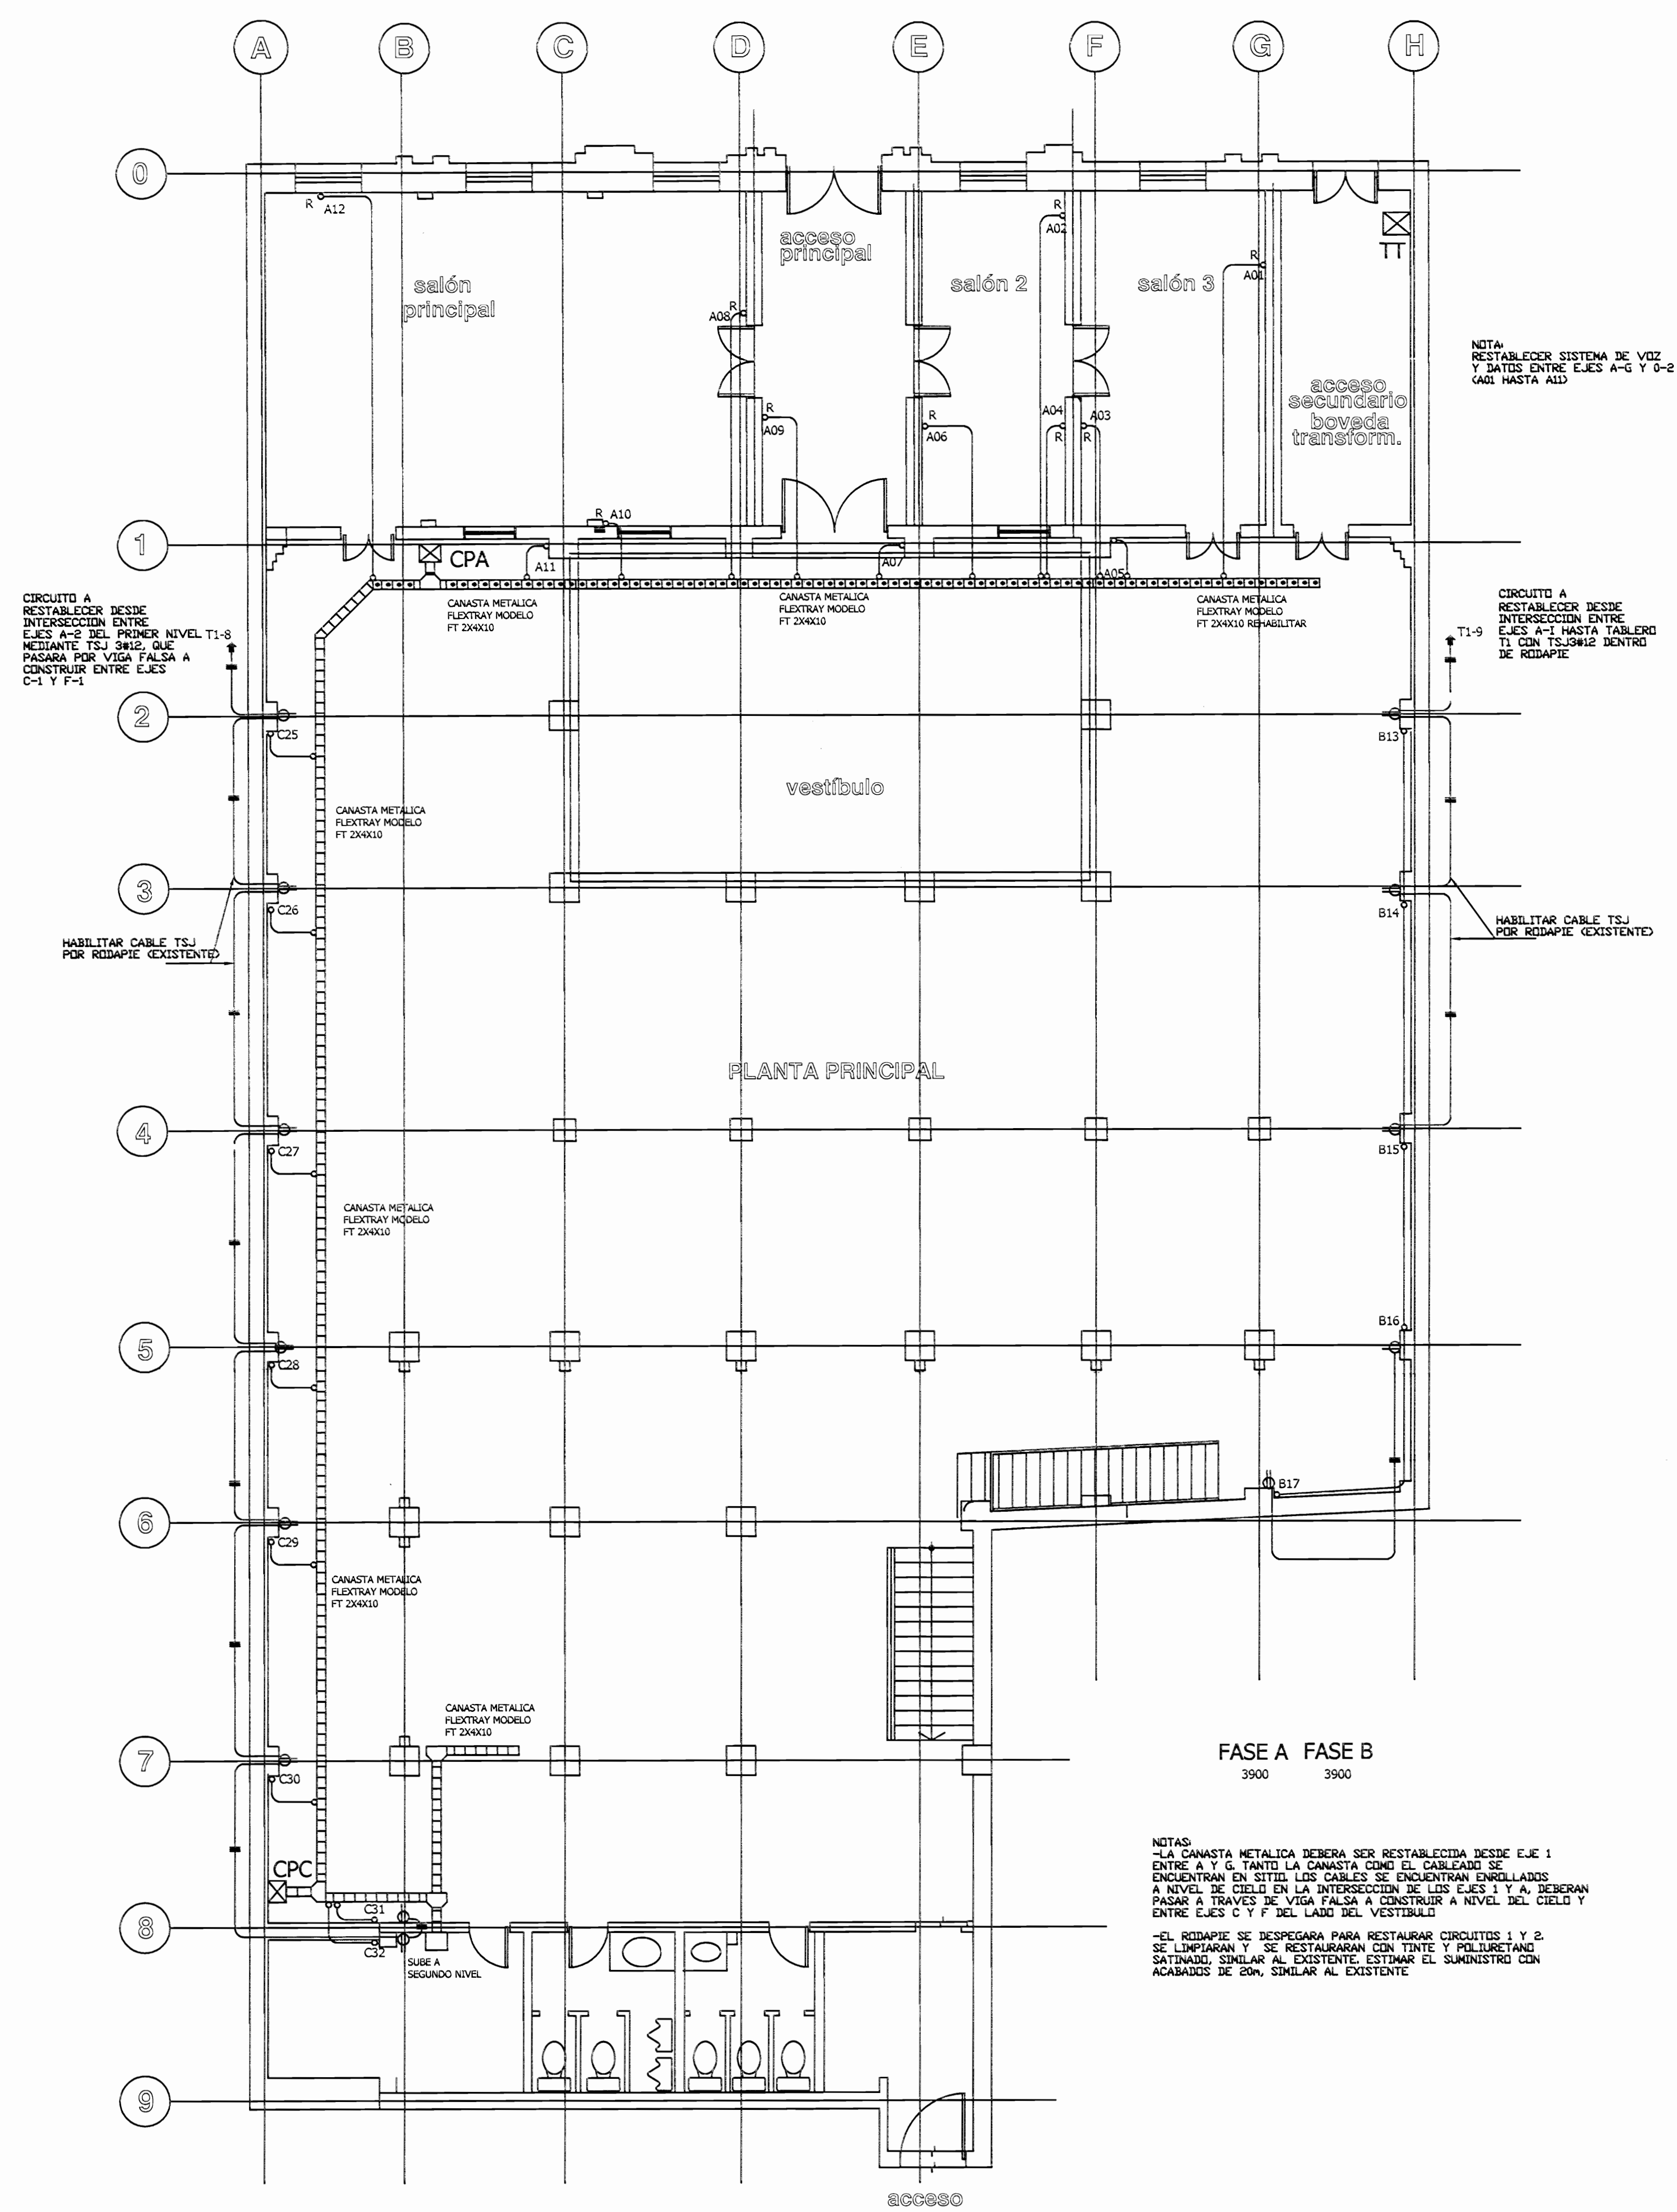 A B C D E F G H
0
R A12
acceso
principal
R
A02
R
A01
TT
salón
principal
salón 2
salón 3
R
A08
NOTA:
RESTABLECER SISTEMA DE VOZ
Y DATOS ENTRE EJES A-G Y 0-2
(A01 HASTA A11)
acceso
secundario
boveda
transform.
R
A09
R
A06
A04
R
A03
R
R A10
1
CPA
A11
A07
A05
CANASTA METALICA
FLEXTRAY MODELO
FT 2X4X10
CANASTA METALICA
FLEXTRAY MODELO
FT 2X4X10
CANASTA METALICA
FLEXTRAY MODELO
FT 2X4X10 REHABILITAR
CIRCUITO A
RESTABLECER DESDE
INTERSECCION ENTRE
EJES A-2 DEL PRIMER NIVEL
MEDIANTE TSJ 3#12, QUE
PASARA POR VIGA FALSA A
CONSTRUIR ENTRE EJES
C-1 Y F-1
T1-8
T1-9
CIRCUITO A
RESTABLECER DESDE
INTERSECCION ENTRE
EJES A-I HASTA TABLERO
T1 CON TSJ3#12 DENTRO
DE RODAPIE
2
C25
B13
vestíbulo
CANASTA METALICA
FLEXTRAY MODELO
FT 2X4X10
3
C26
B14
HABILITAR CABLE TSJ
POR RODAPIE (EXISTENTE)
HABILITAR CABLE TSJ
POR RODAPIE (EXISTENTE)
PLANTA PRINCIPAL
4
C27
B15
CANASTA METALICA
FLEXTRAY MODELO
FT 2X4X10
B16
5
C28
B17
6
C29
CANASTA METALICA
FLEXTRAY MODELO
FT 2X4X10
CANASTA METALICA
FLEXTRAY MODELO
FT 2X4X10
7
C30
FASE A FASE B
3900 3900
CPC
NOTAS:
-LA CANASTA METALICA DEBERA SER RESTABLECIDA DESDE EJE 1
ENTRE A Y G. TANTO LA CANASTA COMO EL CABLEADO SE
ENCUENTRAN EN SITIO. LOS CABLES SE ENCUENTRAN ENROLLADOS
A NIVEL DE CIELO EN LA INTERSECCION DE LOS EJES 1 Y A, DEBERAN
PASAR A TRAVES DE VIGA FALSA A CONSTRUIR A NIVEL DEL CIELO Y
ENTRE EJES C Y F DEL LADO DEL VESTIBULO
-EL RODAPIE SE DESPEGARA PARA RESTAURAR CIRCUITOS 1 Y 2.
SE LIMPIARAN Y SE RESTAURARAN CON TINTE Y POLIURETANO
SATINADO, SIMILAR AL EXISTENTE. ESTIMAR EL SUMINISTRO CON
ACABADOS DE 20m, SIMILAR AL EXISTENTE
C31
8
C32
SUBE A
SEGUNDO NIVEL
9
acceso